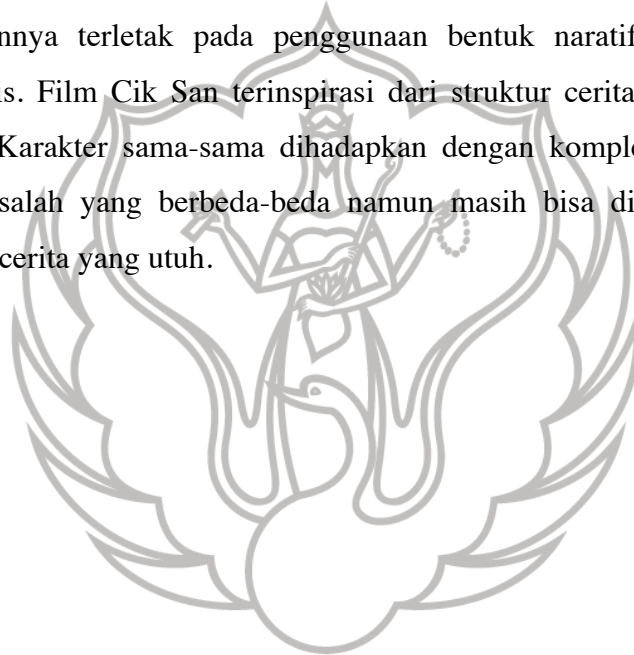 nnya terletak pada penggunaan bentuk naratif
is. Film Cik San terinspirasi dari struktur cerita
Karakter sama-sama dihadapkan dengan komple
salah yang berbeda-beda namun masih bisa di
cerita yang utuh.